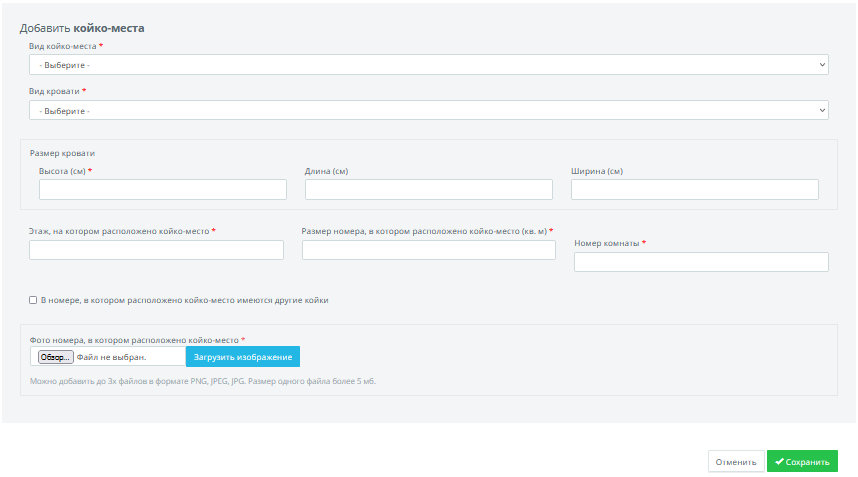 Добавить койко-места
Вид койко-места *
- Выберите -
Вид кровати *
- Выберите -
Размер кровати
Высота (см) * Длина (см) Ширина (см)
Этаж, на котором расположено койко-место * Размер номера, в котором расположено койко-место (кв. м) *
Номер комнаты *
В номере, в котором расположено койко-место имеются другие койки
Фото номера, в котором расположено койко-место *
Обзор... Файл не выбран. Загрузить изображение
Можно добавить до 3х файлов в формате PNG, JPEG, JPG. Размер одного файла более 5 мб.
Отменить Сохранить